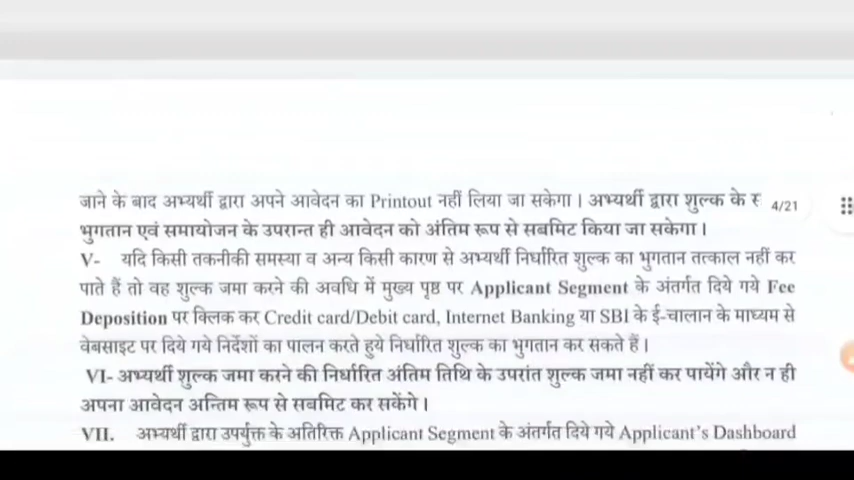 जाने के बाद अभ्यर्थी द्वारा अपने आवेदन का Printout नहीं लिया जा सकेगा। अभ्यर्थी द्वारा शुल्क के
4/21
भुगतान एवं समायोजन के उपरान्त ही आवेदन को अंतिम रूप से सबमिट किया जा सकेगा।
V- यदि किसी तकनीकी समस्या व अन्य किसी कारण से अभ्यर्थी निर्धारित शुल्क का भुगतान तत्काल नहीं कर
पाते हैं तो वह शुल्क जमा करने की अवधि में मुख्य पृष्ठ पर Applicant Segment के अंतर्गत दिये गये Fee
Deposition पर क्लिक कर Credit card/Debit card, Internet Banking या SBI के ई-चालान के माध्यम से
वेबसाइट पर दिये गये निर्देशों का पालन करते हुये निर्धारित शुल्क का भुगतान कर सकते हैं।
VI- अभ्यर्थी शुल्क जमा करने की निर्धारित अंतिम तिथि के उपरांत शुल्क जमा नहीं कर पायेंगे और न ही
अपना आवेदन अन्तिम रूप से सबमिट कर सकेंगे।
VII. अभ्यर्थी द्वारा उपर्युक्त के अतिरिक्त Applicant Segment के अंतर्गत दिये गये Applicant's Dashboard